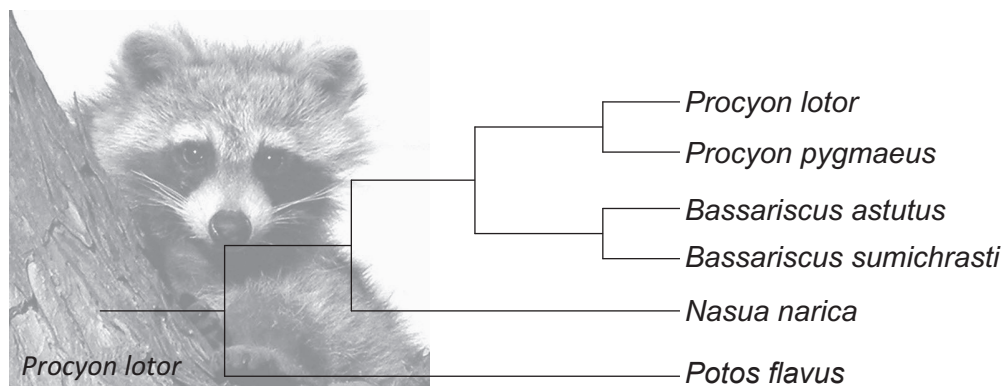 Procyon lotor
Procyon pygmaeus
Bassariscus astutus
Bassariscus sumichrasti
Nasua narica
Potos flavus
Procyon lotor